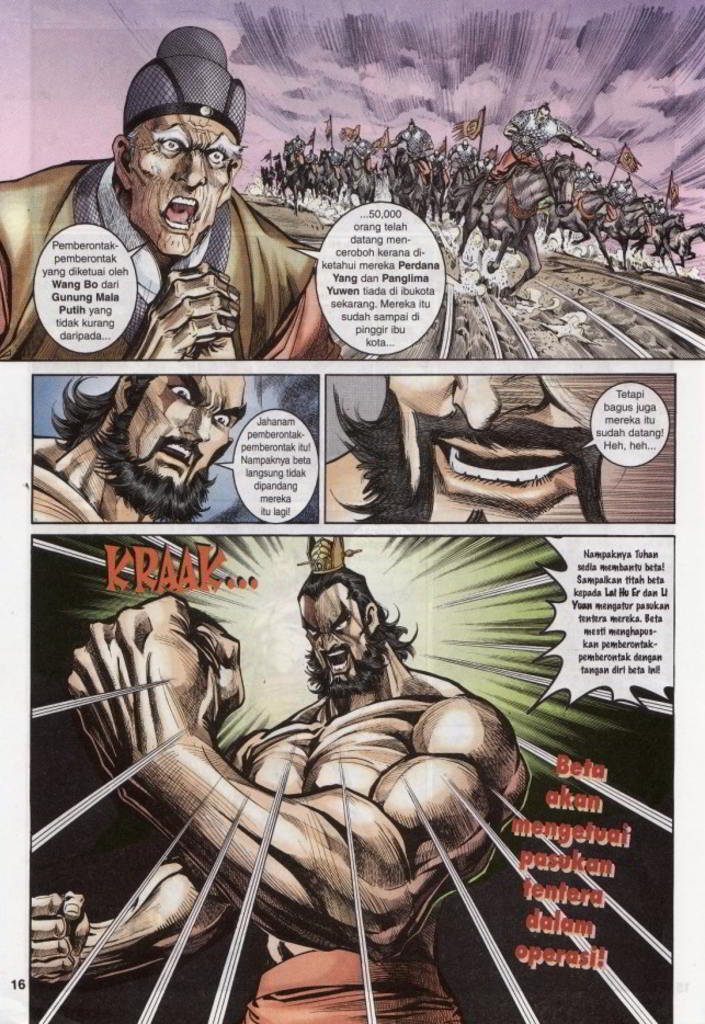 Pemberontak-
pemberontak
yang diketuai oleh
Wang Bo dari
Gunung Mala
Putih yang
tidak kurang
daripada...
...50,000
orang telah
datang men-
ceroboh kerana di-
ketahui mereka Perdana
Yang dan Panglima
Yuwen tiada di ibukota
sekarang. Mereka itu
sudah sampai di
pinggir ibu
kota...
Jahanam
pemberontak-
pemberontak itu!
Nampaknya beta
langsung tidak
dipandang
mereka
itu lagi!
Tetapi
bagus juga
mereka itu
sudah datang!
Heh, heh...
KRAAK...
Nampaknya Tuhan
sedia membantu beta!
Sampaikan titah beta
kepada Lai Hu Er dan Li
Yuan mengatur pasukan
tentera mereka. Beta
mesti menghapus-
kan pemberontak-
pemberontak dengan
tangan diri beta ini!
Beta
akan
mengetuai
pasukan
tentera
dalam
operasi!
16